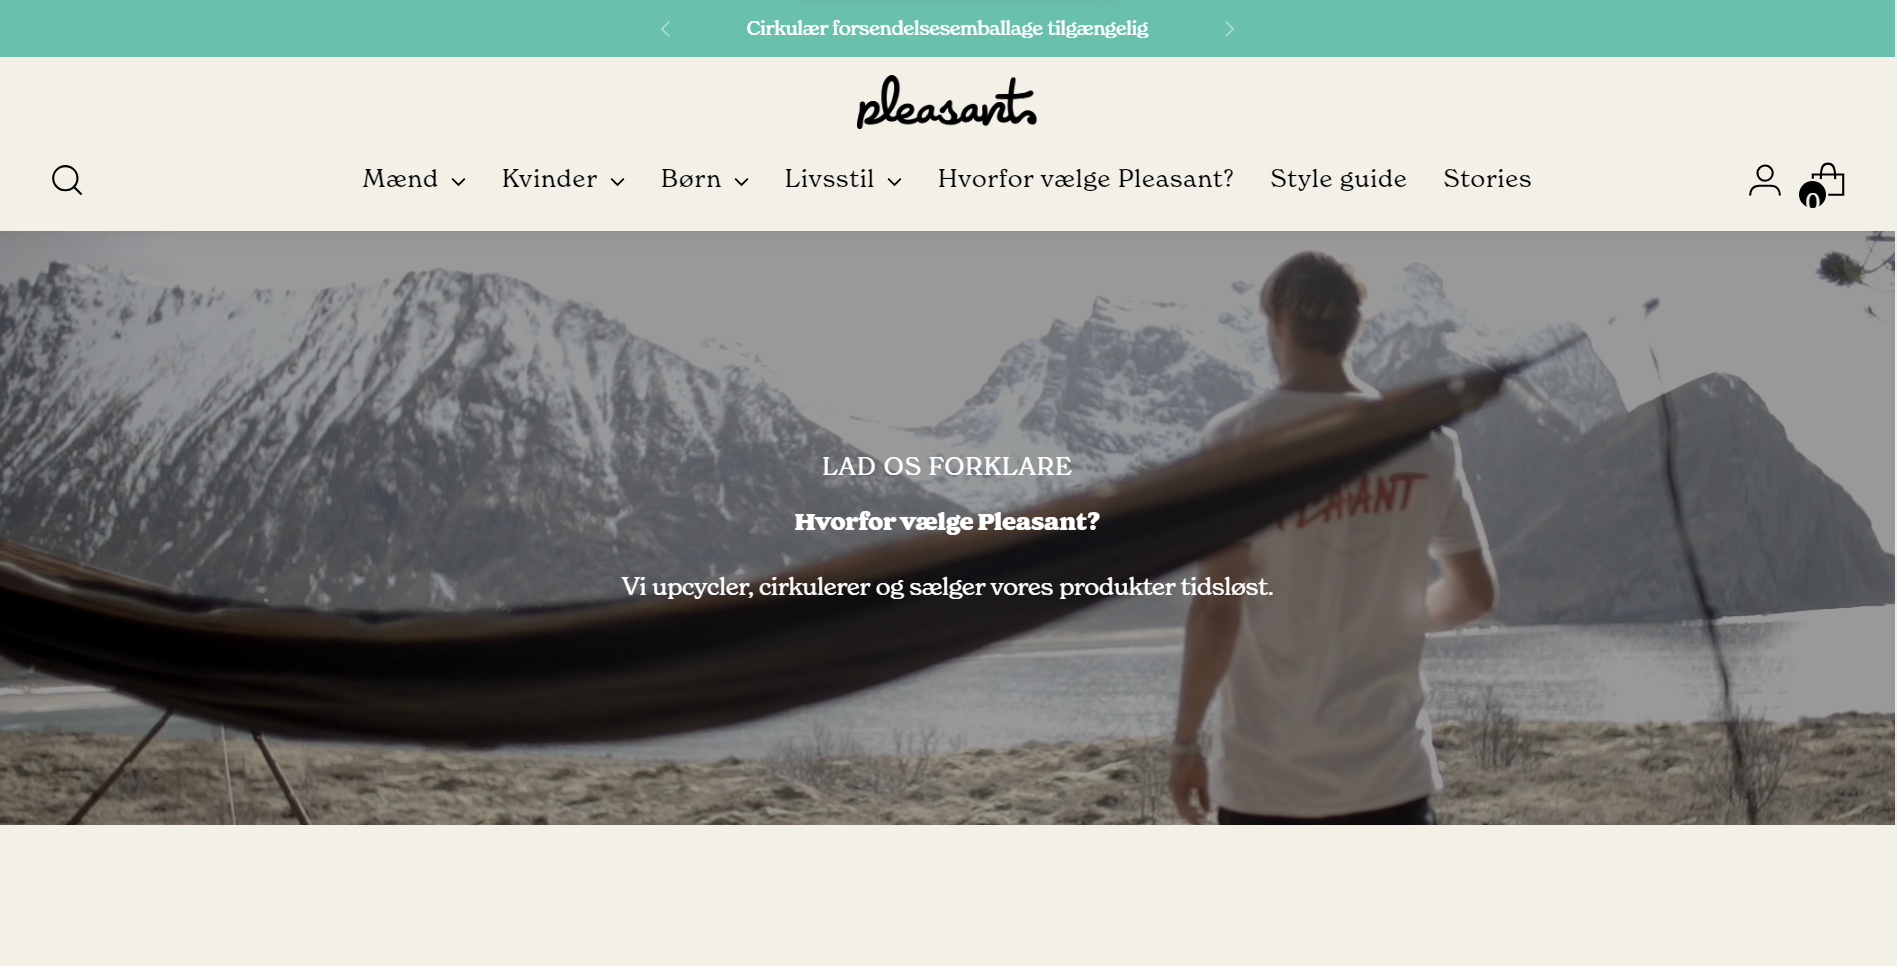 Cirkulær forsendelsesemballage tilgængelig
pleasant
Mænd Kvinder Børn Livsstil Hvorfor vælge Pleasant? Style guide Stories
0
LAD OS FORKLARE
Hvorfor vælge Pleasant?
Vi upcycler, cirkulerer og sælger vores produkter tidsløst.